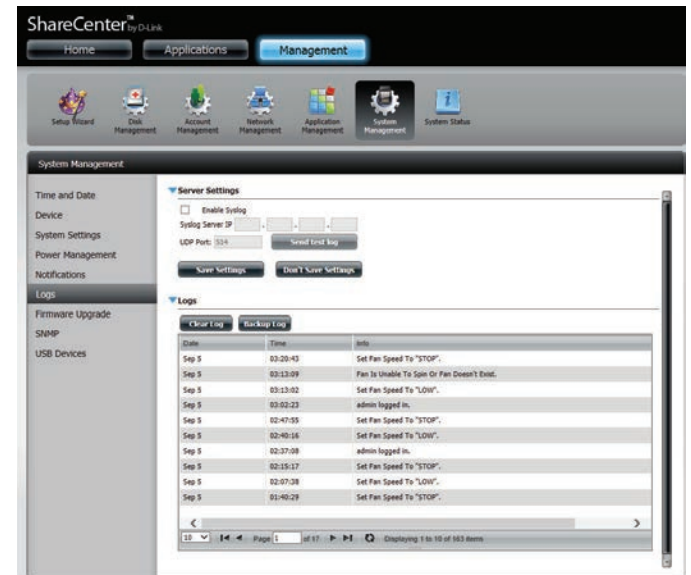 ShareCenter™ by D-Link
Home Applications Management
Setup Wizard Disk Management Account Management Network Management Application Management System Management System Status
System Management
Time and Date
Device
System Settings
Power Management
Notifications
Logs
Firmware Upgrade
SNMP
USB Devices
Server Settings
Enable Syslog
Syslog Server IP . . .
UDP Port: 514 Send test log
Save Settings Don't Save Settings
Logs
Clear Log Backup Log
Date Time Info
Sep 5 03:20:43 Set Fan Speed To "STOP".
Sep 5 03:13:09 Fan Is Unable To Spin Or Fan Doesn't Exist.
Sep 5 03:13:02 Set Fan Speed To "LOW".
Sep 5 03:02:23 admin logged in.
Sep 5 02:47:55 Set Fan Speed To "STOP".
Sep 5 02:40:16 Set Fan Speed To "LOW".
Sep 5 02:37:08 admin logged in.
Sep 5 02:15:17 Set Fan Speed To "STOP".
Sep 5 02:07:38 Set Fan Speed To "LOW".
Sep 5 01:40:29 Set Fan Speed To "STOP".
10 Page 1 of 17 Displaying 1 to 10 of 163 items